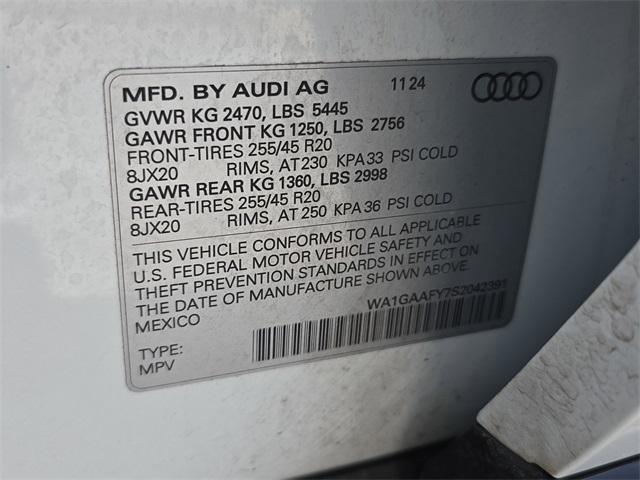 MFD. BY AUDI AG 1124
GVWR KG 2470, LBS 5445
GAWR FRONT KG 1250, LBS 2756
FRONT-TIRES 255/45 R20
8JX20 RIMS, AT 230 KPA 33 PSI COLD
GAWR REAR KG 1360, LBS 2998
REAR-TIRES 255/45 R20
8JX20 RIMS, AT 250 KPA 36 PSI COLD
THIS VEHICLE CONFORMS TO ALL APPLICABLE
U.S. FEDERAL MOTOR VEHICLE SAFETY AND
THEFT PREVENTION STANDARDS IN EFFECT ON
THE DATE OF MANUFACTURE SHOWN ABOVE.
MEXICO WA1GAAFY7S2042391
TYPE:
MPV